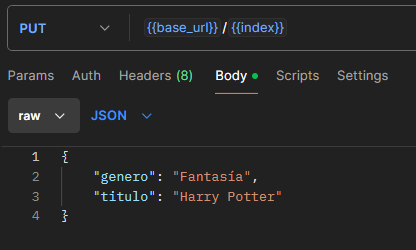 PUT {{base_url}} / {{index}}
Params Auth Headers (8) Body Scripts Settings
raw JSON
1 {
2 "genero": "Fantasía",
3 "titulo": "Harry Potter"
4 }